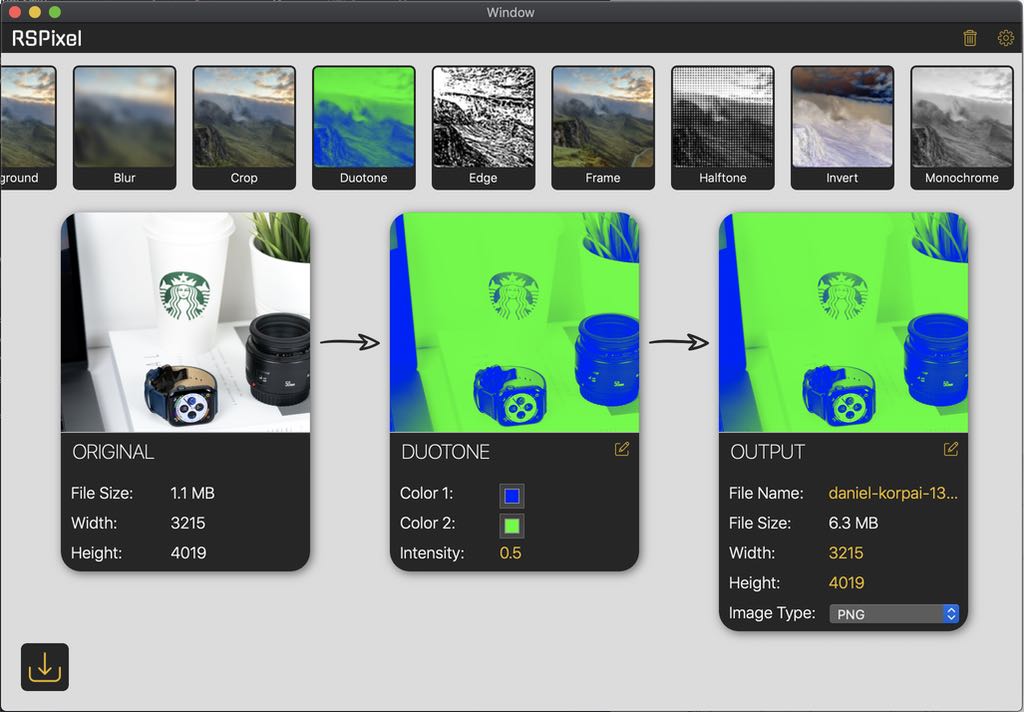 Window
RSPixel
ground
Blur
Crop
Duotone
Edge
Frame
Halftone
Invert
Monochrome
ORIGINAL
File Size: 1.1 MB
Width: 3215
Height: 4019
DUOTONE
Color 1:
Color 2:
Intensity: 0.5
OUTPUT
File Name: daniel-korpai-13...
File Size: 6.3 MB
Width: 3215
Height: 4019
Image Type: PNG